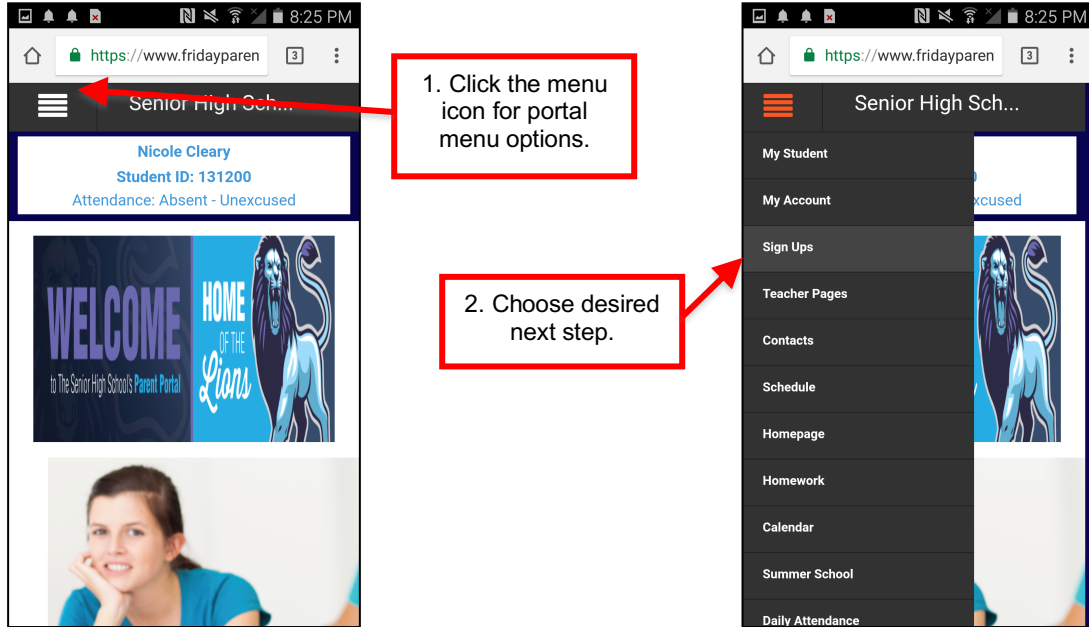 8:25 PM
https://www.fridayparen
3
Senior High Sch...
Nicole Cleary
Student ID: 131200
Attendance: Absent - Unexcused
WELCOME
to The Senior High School's Parent Portal
HOME
OF THE
Lions
1. Click the menu
icon for portal
menu options.
2. Choose desired
next step.
8:25 PM
https://www.fridayparen
3
Senior High Sch...
My Student
My Account
xcused
Sign Ups
Teacher Pages
Contacts
Schedule
Homepage
Homework
Calendar
Summer School
Daily Attendance